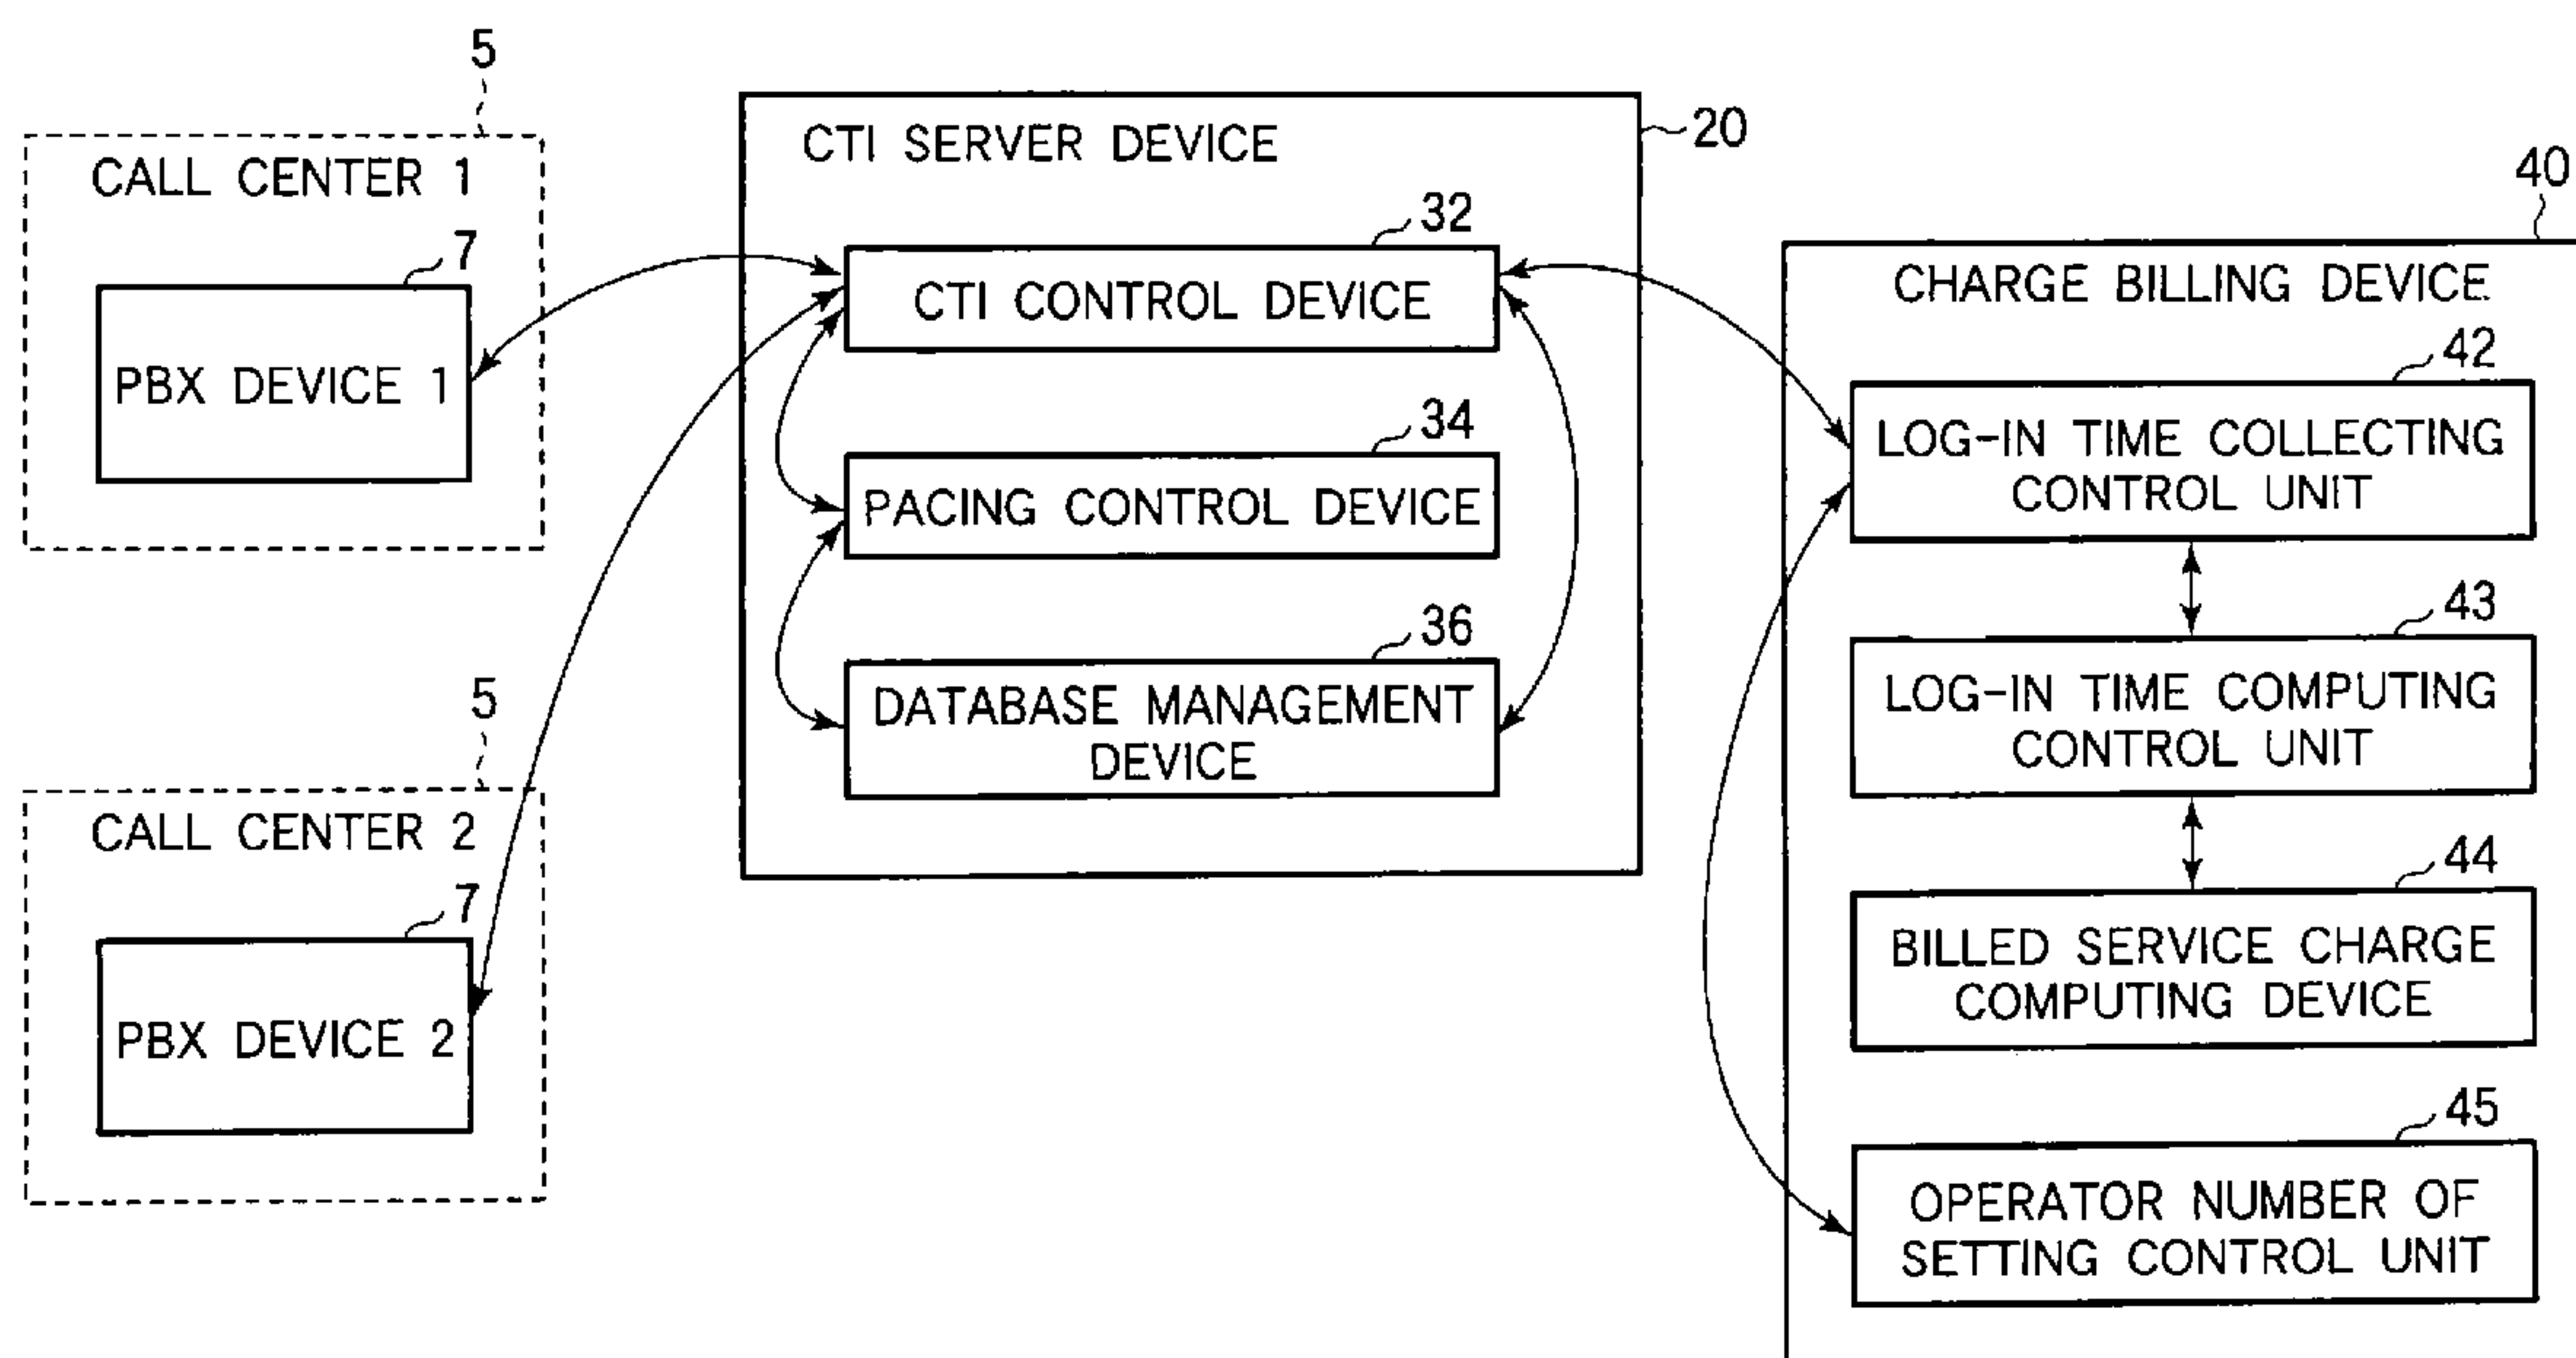 5
CALL CENTER 1
7
PBX DEVICE 1
5
CALL CENTER 2
7
PBX DEVICE 2
20
CTI SERVER DEVICE
32
CTI CONTROL DEVICE
34
PACING CONTROL DEVICE
36
DATABASE MANAGEMENT
DEVICE
40
CHARGE BILLING DEVICE
42
LOG-IN TIME COLLECTING
CONTROL UNIT
43
LOG-IN TIME COMPUTING
CONTROL UNIT
44
BILLED SERVICE CHARGE
COMPUTING DEVICE
45
OPERATOR NUMBER OF
SETTING CONTROL UNIT